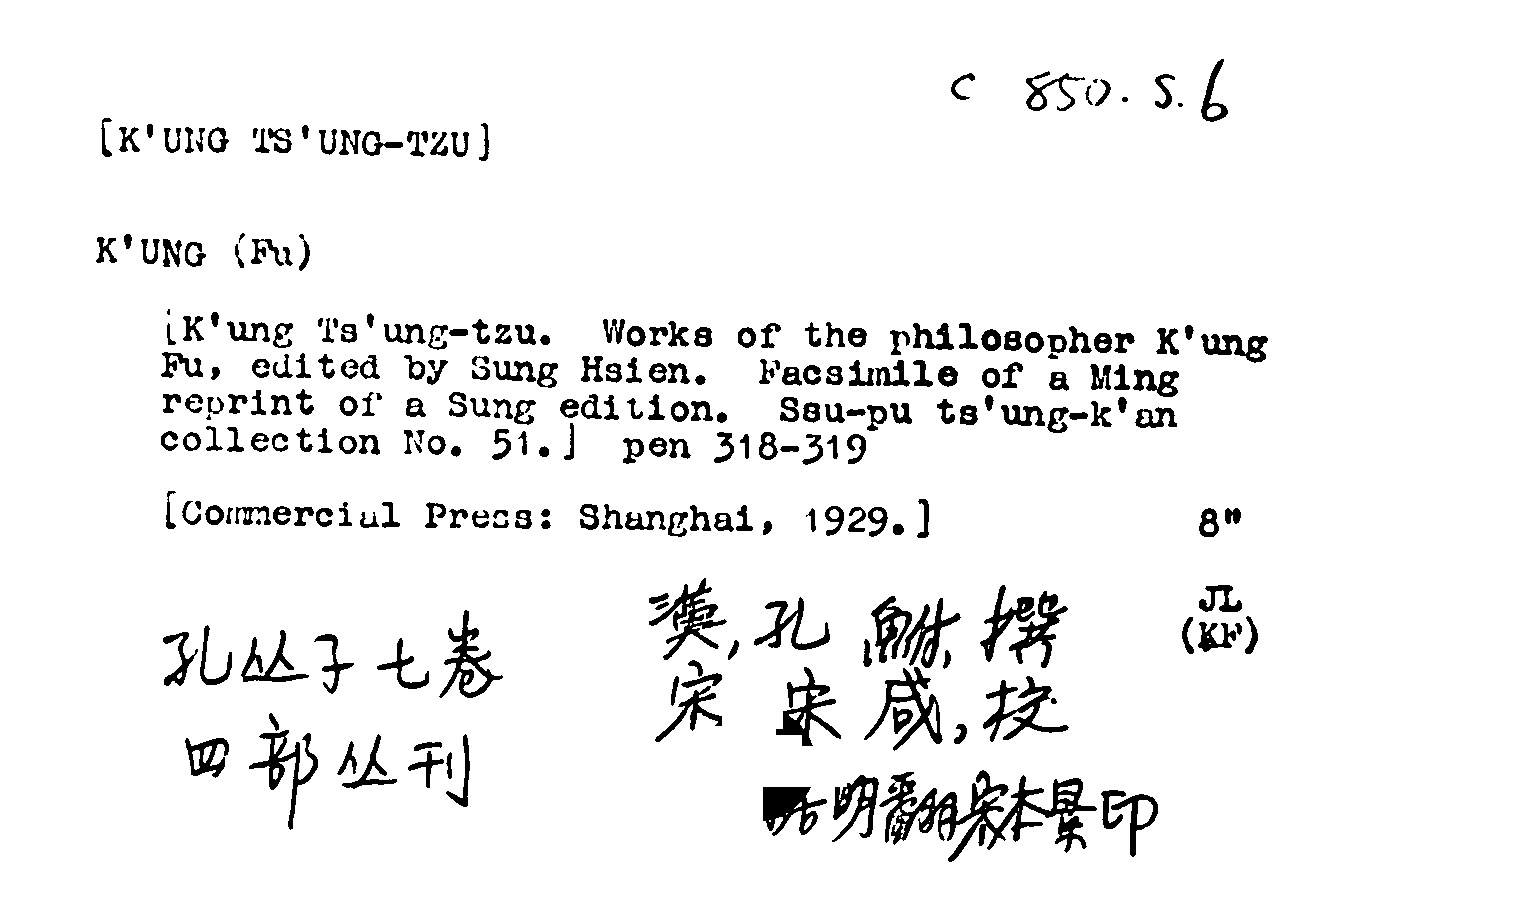 C 850.S.6
[K'UNG TS'UNG-TZU]
K'UNG (Fu)
[K'ung Ts'ung-tzu. Works of the philosopher K'ung
Fu, edited by Sung Hsien. Facsimile of a Ming
reprint of a Sung edition. Ssu-pu ts'ung-k'an
collection No. 51.] pen 318-319
[Commercial Press: Shanghai, 1929.] 8"
JL
(KF)
孔丛子七卷
四部丛刊
漢,孔鮒,撰
宋 宋咸,校
明翻宋本景印